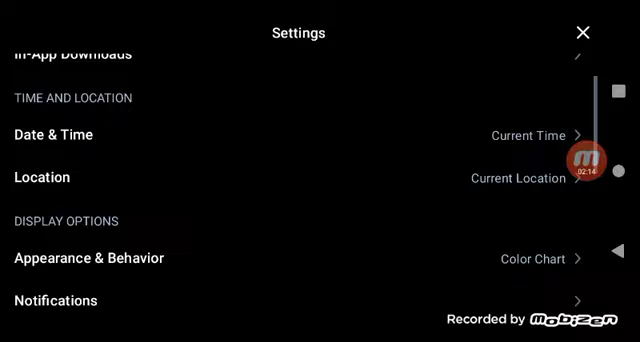 Settings
In-App Downloads
TIME AND LOCATION
Date & Time Current Time
Location Current Location
02:14
DISPLAY OPTIONS
Appearance & Behavior Color Chart
Notifications
Recorded by Mobizen